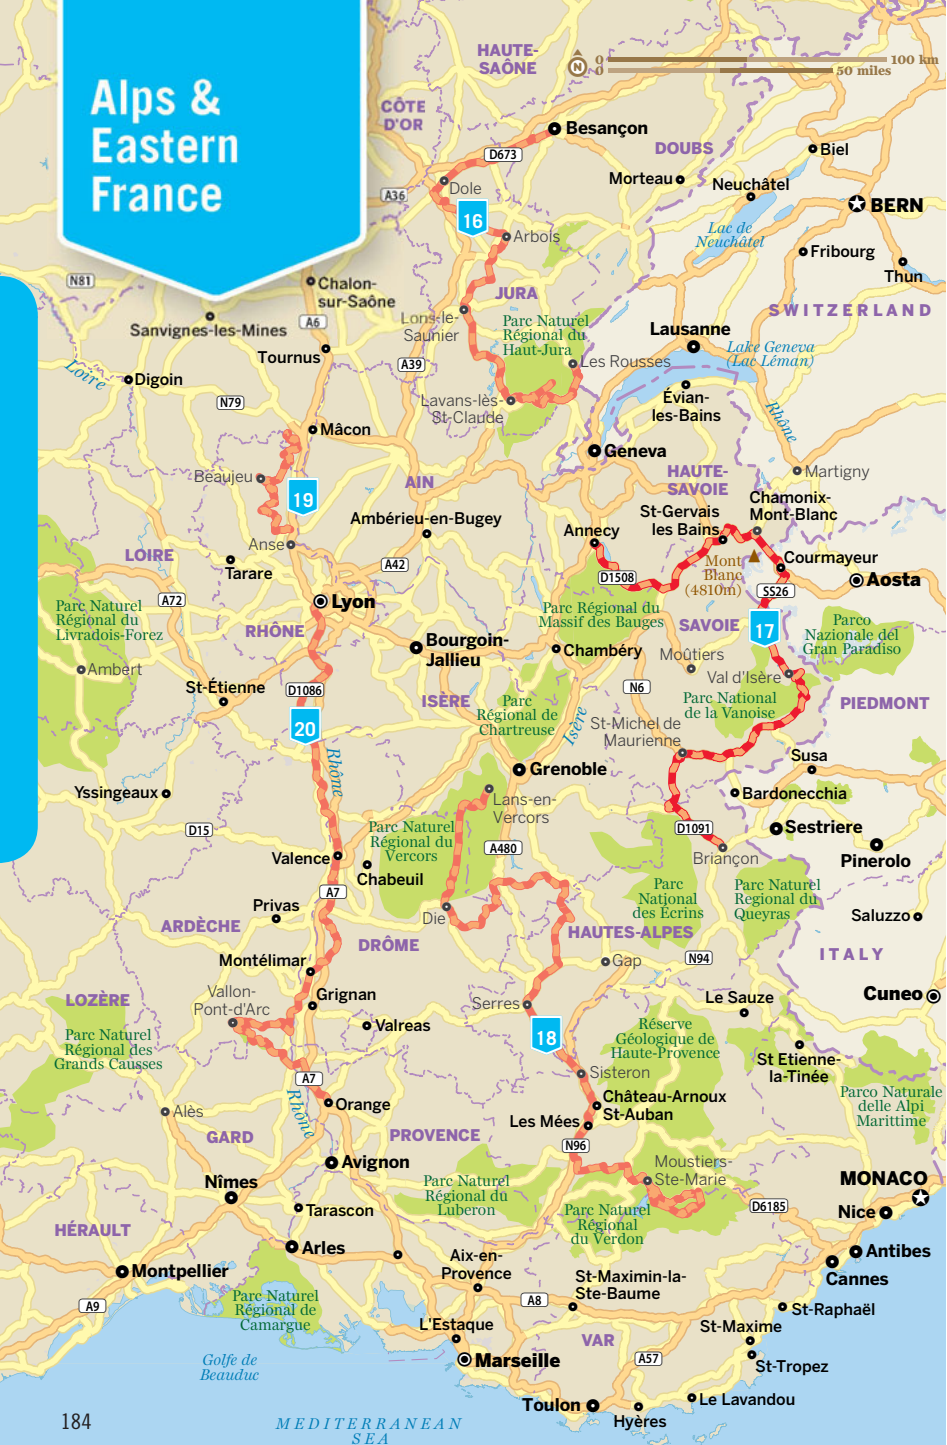 Alps &
Eastern
France
HAUTE-
SAÔNE
0
100 km
N
0
50 miles
CÔTE
D'OR
Besançon
DOUBS
Biel
D673
Morteau
Neuchâtel
Dole
A36
BERN
16
Lac de
Neuchâtel
Arbois
Fribourg
Thun
N81
Chalon-
sur-Saône
JURA
SWITZERLAND
Sanvignes-les-Mines
A6
Lons-le-
Saunier
Parc Naturel
Régional du
Haut-Jura
Lausanne
Lake Geneva
(Lac Léman)
Tournus
A39
Les Rousses
Loire
Digoin
Évian-
les-Bains
N79
Lavans-lès-
St-Claude
Rhône
Mâcon
Geneva
Beaujeu
AIN
HAUTE-
SAVOIE
Martigny
19
Chamonix-
Mont-Blanc
St-Gervais
les Bains
Ambérieu-en-Bugey
Annecy
Anse
LOIRE
Tarare
A42
Mont
Blanc
(4810m)
Courmayeur
D1508
Aosta
SS26
A72
Lyon
Parc Naturel
Régional du
Livradois-Forez
Parc Régional du
Massif des Bauges
RHÔNE
SAVOIE
17
Parco
Nazionale del
Gran Paradiso
Bourgoin-
Jallieu
Chambéry
Moûtiers
Ambert
Val d'Isère
St-Étienne
D1086
N6
ISÈRE
Parc
Régional de
Chartreuse
Parc National
de la Vanoise
PIEDMONT
Isère
20
St-Michel de
Maurienne
Rhône
Susa
Grenoble
Yssingeaux
Lans-en-
Vercors
Bardonecchia
D15
Parc Naturel
Régional du
Vercors
D1091
Sestriere
A480
Valence
Briançon
Pinerolo
Chabeuil
A7
Parc
National
des Écrins
Parc Naturel
Regional du
Queyras
Privas
Die
Saluzzo
ARDÈCHE
HAUTES-ALPES
DRÔME
ITALY
Montélimar
Gap
N94
Vallon-
Pont-d'Arc
Grignan
Le Sauze
Cuneo
LOZÈRE
Serres
Valreas
Parc Naturel
Régional des
Grands Causses
18
Réserve
Géologique de
Haute-Provence
St Etienne-
la-Tinée
A7
Sisteron
Rhône
Orange
Château-Arnoux
St-Auban
Parco Naturale
delle Alpi
Marittime
Alès
Les Mées
GARD
PROVENCE
N96
Avignon
Moustiers-
Ste-Marie
MONACO
Nîmes
Parc Naturel
Régional du
Luberon
D6185
Tarascon
Parc Naturel
Régional
du Verdon
Nice
HÉRAULT
Arles
Antibes
Aix-en-
Provence
Montpellier
Cannes
St-Maximin-la-
Ste-Baume
Parc Naturel
Régional de
Camargue
A9
A8
St-Raphaël
L'Estaque
St-Maxime
VAR
Golfe de
Beauduc
Marseille
A57
St-Tropez
Toulon
Le Lavandou
Hyères
184
MEDITERRANEAN
SEA